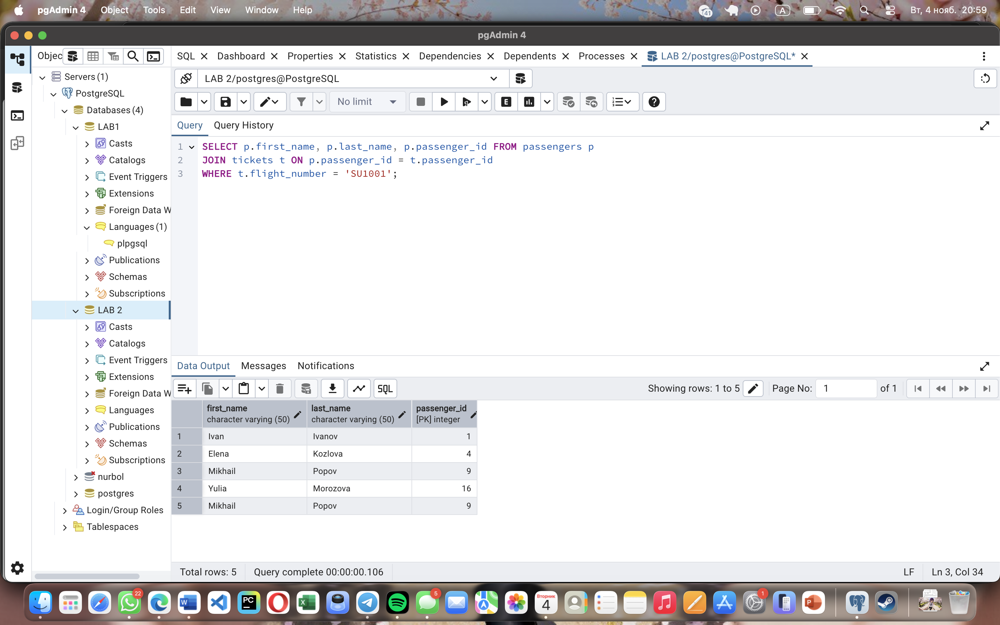 pgAdmin 4 Object Tools Edit View Window Help 41 A Вт, 4 нояб. 20:59
pgAdmin 4
Objec
SQL Dashboard Properties Statistics Dependencies Dependents Processes LAB 2/postgres@PostgreSQL*
LAB 2/postgres@PostgreSQL
No limit E
Query Query History
1 SELECT p.first_name, p.last_name, p.passenger_id FROM passengers p
2 JOIN tickets t ON p.passenger_id = t.passenger_id
3 WHERE t.flight_number = 'SU1001';
Servers (1)
PostgreSQL
Databases (4)
LAB1
Casts
Catalogs
Event Triggers
Extensions
Foreign Data W
Languages (1)
plpgsql
Publications
Schemas
Subscriptions
LAB 2
Casts
Catalogs
Event Triggers
Extensions
Foreign Data W
Languages
Publications
Schemas
Subscriptions
nurbol
postgres
Login/Group Roles
Tablespaces
Data Output Messages Notifications
SQL Showing rows: 1 to 5 Page No: 1 of 1
first_name last_name passenger_id
character varying (50) character varying (50) [PK] integer
1 Ivan Ivanov 1
2 Elena Kozlova 4
3 Mikhail Popov 9
4 Yulia Morozova 16
5 Mikhail Popov 9
Total rows: 5 Query complete 00:00:00.106 LF Ln 3, Col 34
22 W PC X 5 Вторник 4 1 P